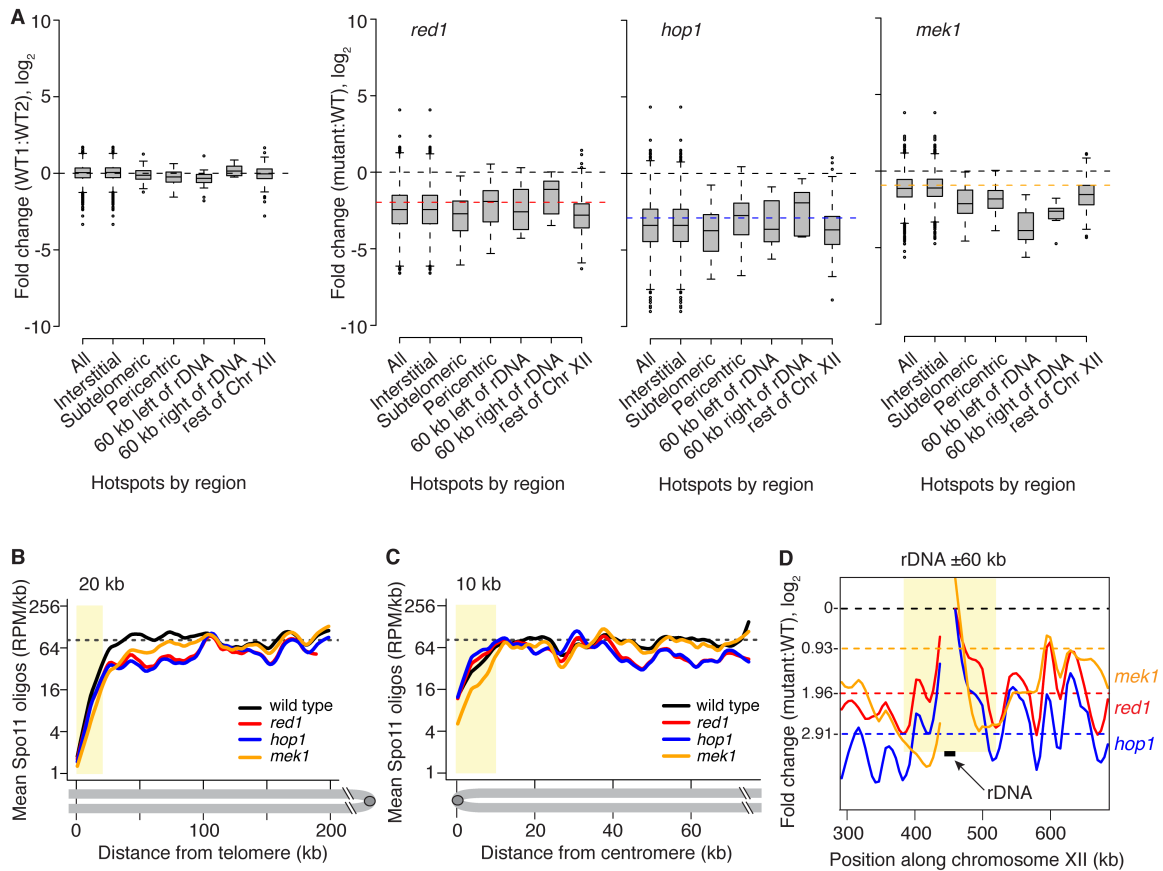 A
Fold change (WT1:WT2), log2
10
5
0
-5
-10
All
Interstitial
Subtelomeric
Pericentric
60 kb left of rDNA
60 kb right of rDNA
rest of Chr XII
Hotspots by region
Fold change (mutant:WT), log2
10
5
0
-5
-10
red1
All
Interstitial
Subtelomeric
Pericentric
60 kb left of rDNA
60 kb right of rDNA
rest of Chr XII
Hotspots by region
hop1
All
Interstitial
Subtelomeric
Pericentric
60 kb left of rDNA
60 kb right of rDNA
rest of Chr XII
Hotspots by region
mek1
All
Interstitial
Subtelomeric
Pericentric
60 kb left of rDNA
60 kb right of rDNA
rest of Chr XII
Hotspots by region
B
20 kb
Mean Spo11 oligos (RPM/kb)
256
64
16
4
1
wild type
red1
hop1
mek1
0 100 200
Distance from telomere (kb)
C
10 kb
Mean Spo11 oligos (RPM/kb)
256
64
16
4
1
wild type
red1
hop1
mek1
0 20 40 60
Distance from centromere (kb)
D
rDNA ±60 kb
Fold change (mutant:WT), log2
0
0.93
1.96
2.91
mek1
red1
hop1
rDNA
300 400 500 600
Position along chromosome XII (kb)